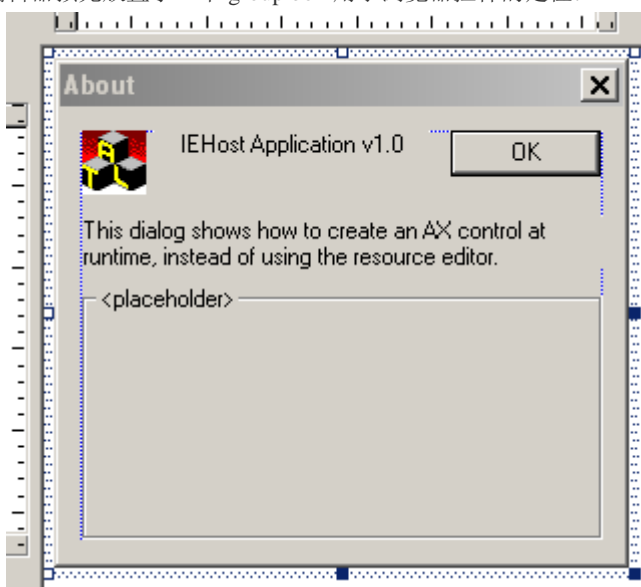 About
IEHost Application v1.0
OK
This dialog shows how to create an AX control at
runtime, instead of using the resource editor.
<placeholder>
A
T
L